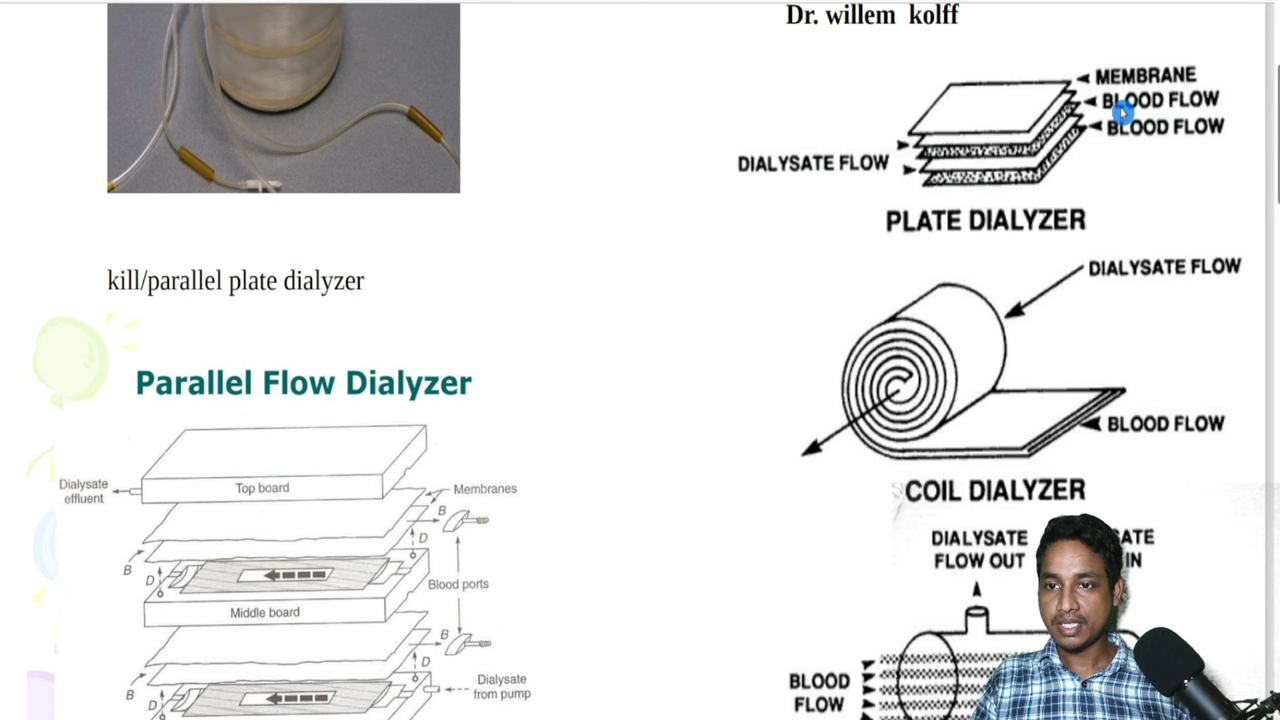 Dr. willem kolff
MEMBRANE
BLOOD FLOW
BLOOD FLOW
DIALYSATE FLOW
PLATE DIALYZER
DIALYSATE FLOW
BLOOD FLOW
COIL DIALYZER
DIALYSATE
FLOW OUT
SATE
IN
BLOOD
FLOW
kill/parallel plate dialyzer
Parallel Flow Dialyzer
Dialysate
effluent
Top board
Membranes
B
D
B
D
Blood ports
Middle board
B
D
B
D
Dialysate
from pump